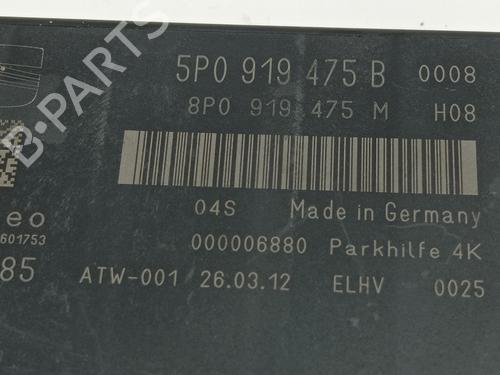 5P0 919 475 B 0008
8P0 919 475 M H08
04S Made in Germany
eo 000006880 Parkhilfe 4K
601753
85 ATW-001 26.03.12 ELHV 0025
B-PARTS